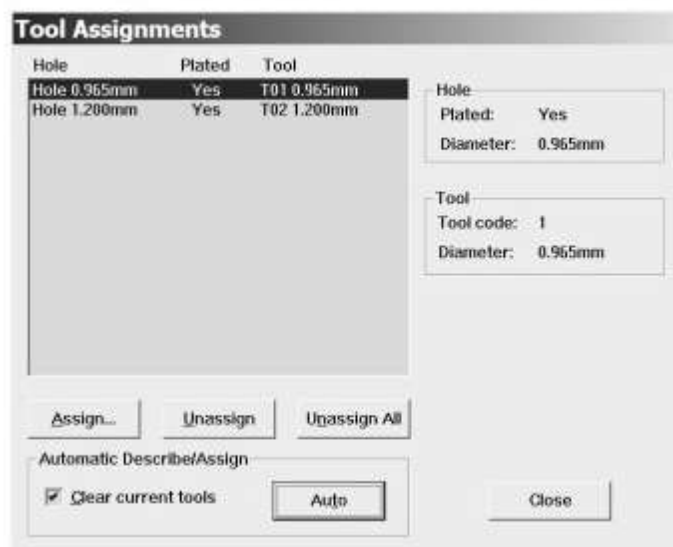 Tool Assignments
Hole Plated Tool
Hole 0.965mm Yes T01 0.965mm
Hole 1.200mm Yes T02 1.200mm
Hole
Plated: Yes
Diameter: 0.965mm
Tool
Tool code: 1
Diameter: 0.965mm
Assign... Unassign Unassign All
Automatic Describe/Assign
Clear current tools Auto Close